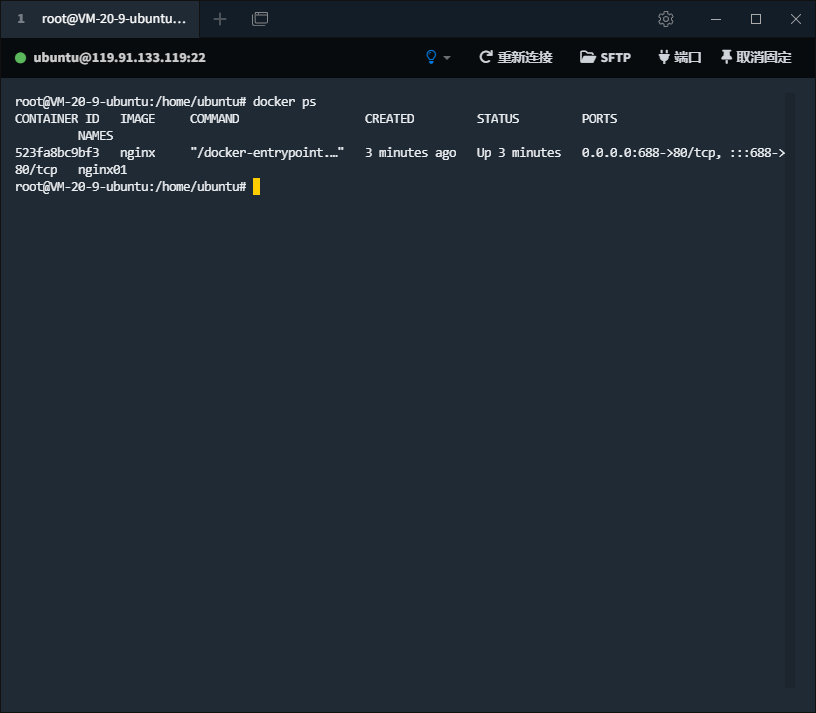 1 root@VM-20-9-ubuntu...
ubuntu@119.91.133.119:22 重新连接 SFTP 端口 取消固定
root@VM-20-9-ubuntu:/home/ubuntu# docker ps
CONTAINER ID IMAGE COMMAND CREATED STATUS PORTS
NAMES
523fa8bc9bf3 nginx "/docker-entrypoint.…" 3 minutes ago Up 3 minutes 0.0.0.0:688->80/tcp, :::688->
80/tcp nginx01
root@VM-20-9-ubuntu:/home/ubuntu#